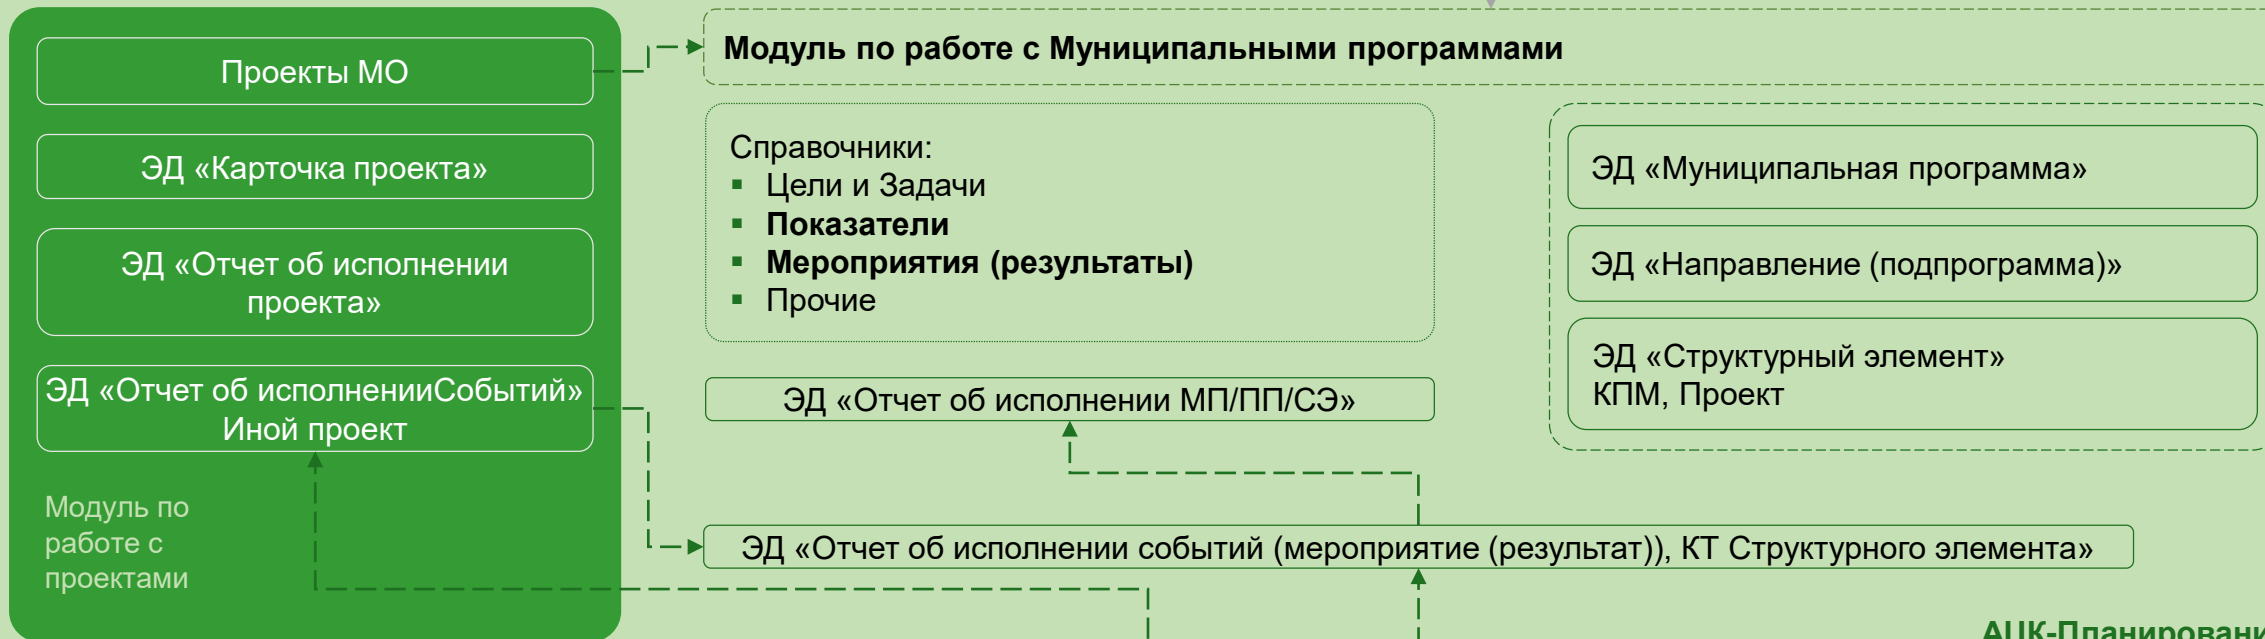 Проекты МО
ЭД «Карточка проекта»
ЭД «Отчет об исполнении
проекта»
ЭД «Отчет об исполненииСобытий»
Иной проект
Модуль по
работе с
проектами
Модуль по работе с Муниципальными программами
Справочники:
▪ Цели и Задачи
▪ Показатели
▪ Мероприятия (результаты)
▪ Прочие
ЭД «Муниципальная программа»
ЭД «Направление (подпрограмма)»
ЭД «Структурный элемент»
КПМ, Проект
ЭД «Отчет об исполнении МП/ПП/СЭ»
ЭД «Отчет об исполнении событий (мероприятие (результат)), КТ Структурного элемента»
АЦК-Планировани